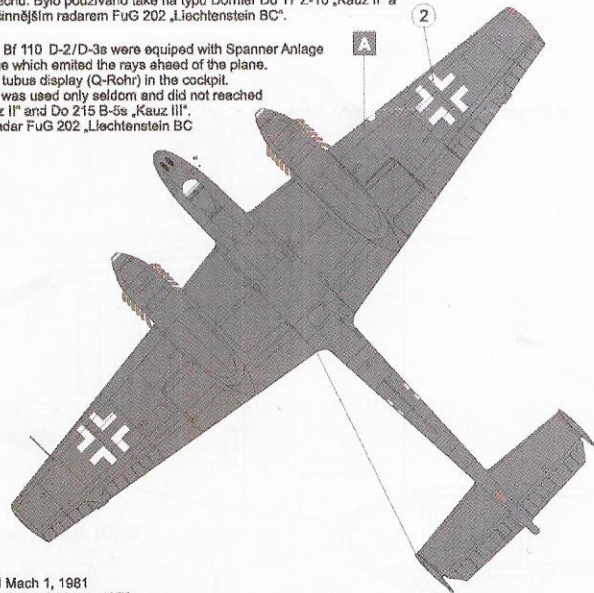 echu. Bylo používáno také na typu Dornier Do 17 Z-10 „Kauz II" a
činnějším radarem FuG 202 „Liechtenstein BC".
Bf 110 D-2/D-3s were equiped with Spanner Anlage
ge which emited the rays ahead of the plane.
tubus display (Q-Rohr) in the cockpit.
was used only seldom and did not reached
z II" and Do 215 B-5s „Kauz III".
adar FuG 202 „Liechtenstein BC
A
2
d Mach 1, 1981